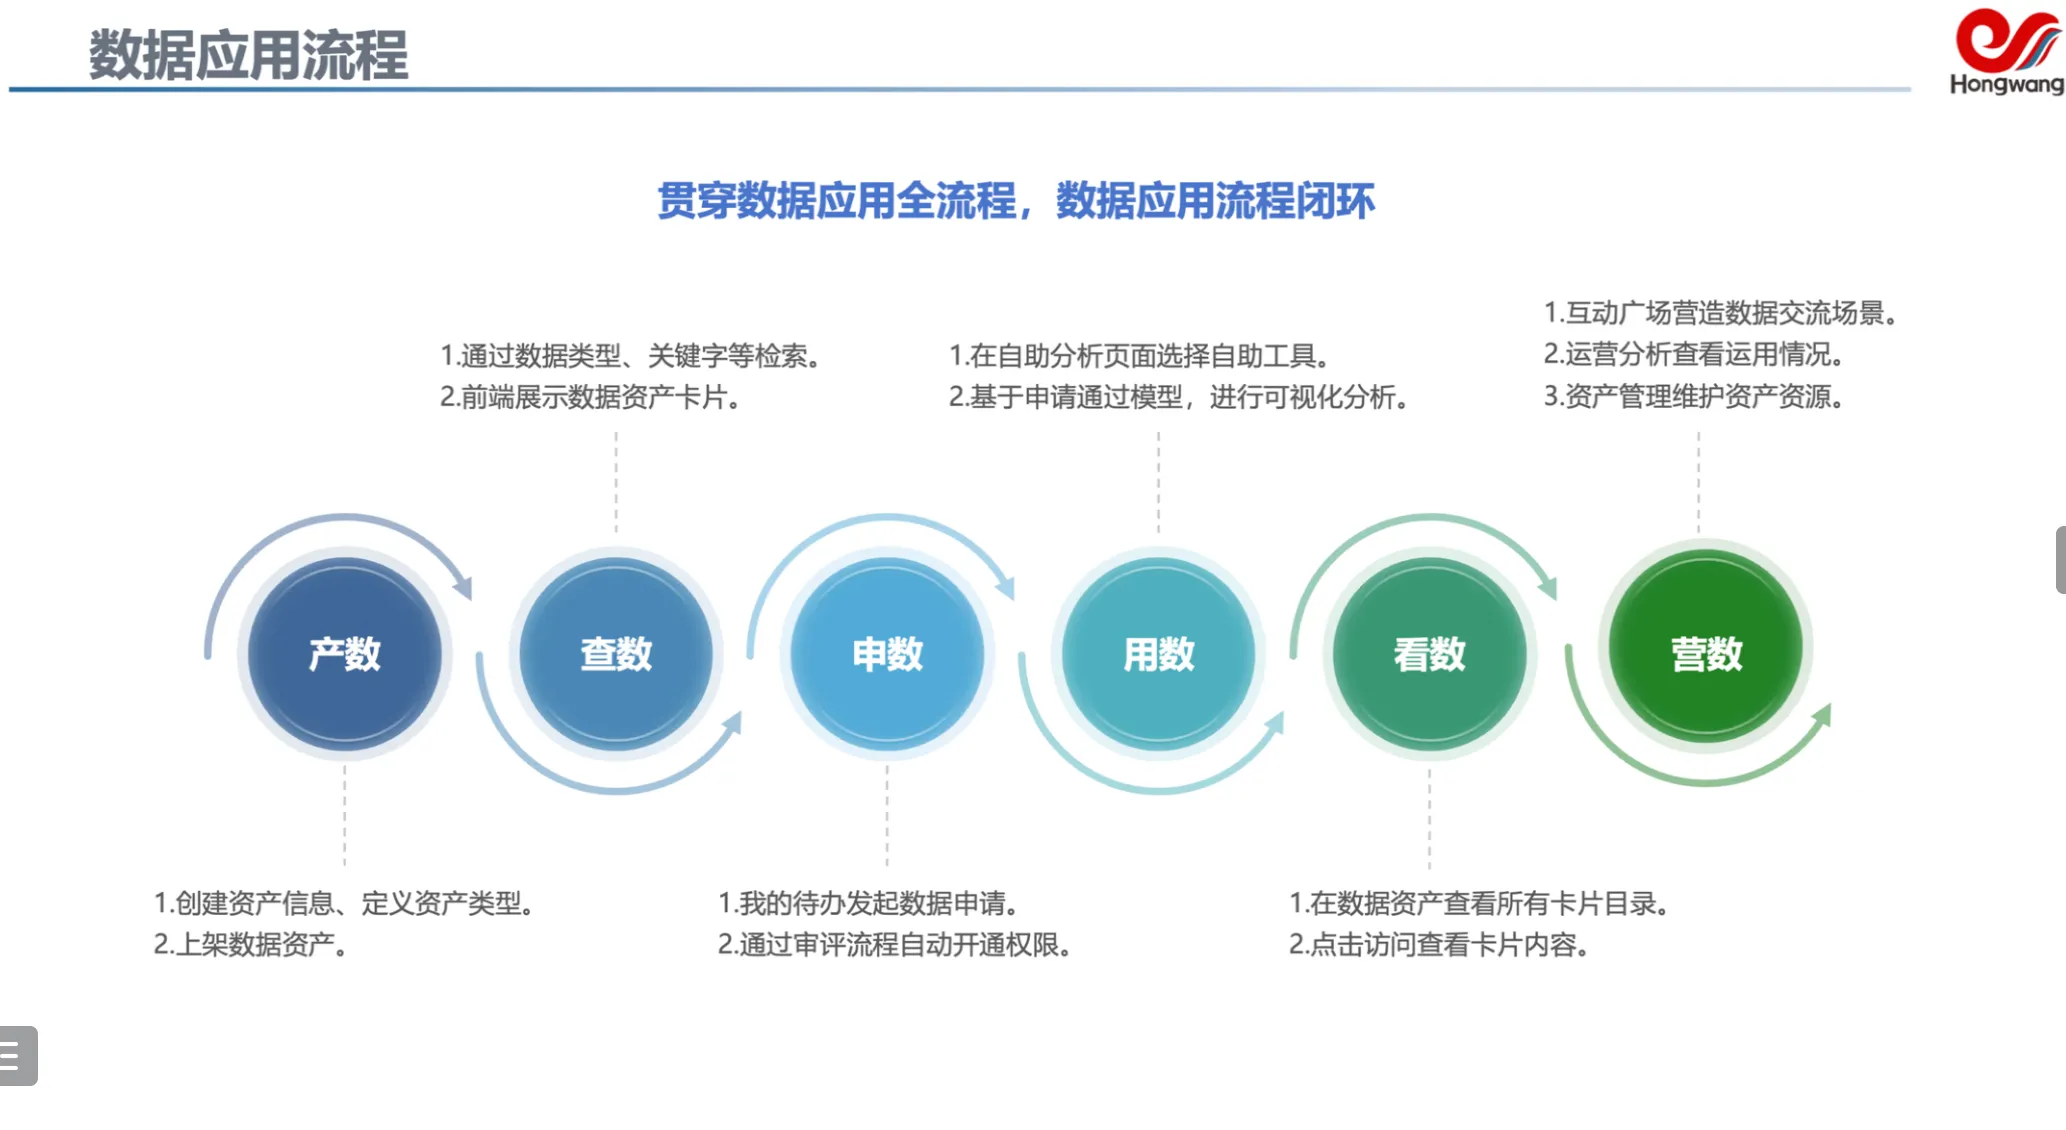 数据应用流程
Hongwang
贯穿数据应用全流程，数据应用流程闭环
1.通过数据类型、关键字等检索。
2.前端展示数据资产卡片。
1.在自助分析页面选择自助工具。
2.基于申请通过模型，进行可视化分析。
1.互动广场营造数据交流场景。
2.运营分析查看运用情况。
3.资产管理维护资产资源。
产数
查数
申数
用数
看数
营数
1.创建资产信息、定义资产类型。
2.上架数据资产。
1.我的待办发起数据申请。
2.通过审评流程自动开通权限。
1.在数据资产查看所有卡片目录。
2.点击访问查看卡片内容。